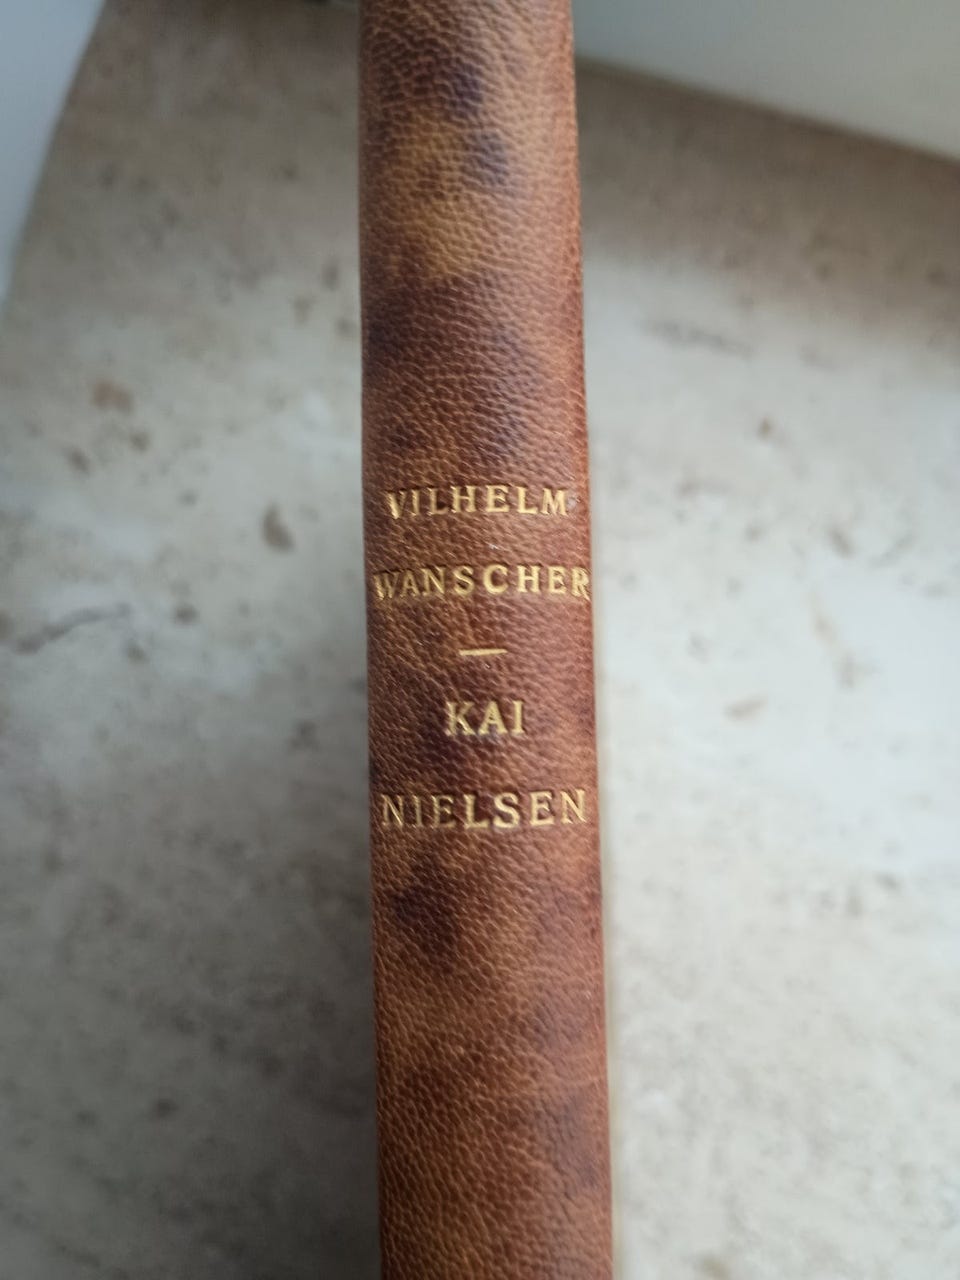 VILHELM
WANSCHER
—
KAI
NIELSEN